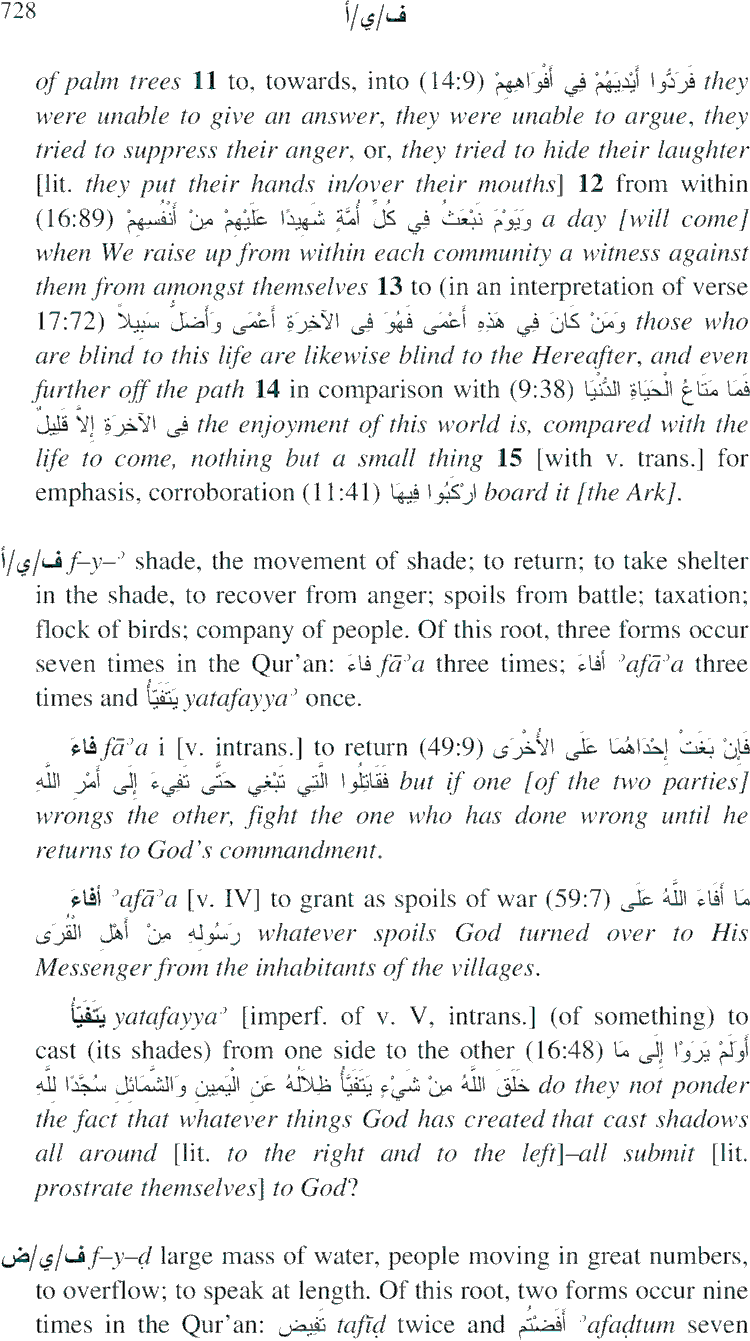 728
ف/ي/أ
of palm trees 11 to, towards, into (14:9) فَرَدُّوا أَيْدِيَهُمْ فِي أَفْوَاهِهِمْ they
were unable to give an answer, they were unable to argue, they
tried to suppress their anger, or, they tried to hide their laughter
[lit. they put their hands in/over their mouths] 12 from within
(16:89) وَيَوْمَ نَبْعَثُ فِي كُلِّ أُمَّةٍ شَهِيدًا عَلَيْهِمْ مِنْ أَنْفُسِهِمْ a day [will come]
when We raise up from within each community a witness against
them from amongst themselves 13 to (in an interpretation of verse
17:72) وَمَنْ كَانَ فِي هَذِهِ أَعْمَى فَهُوَ فِى الآخِرَةِ أَعْمَى وَأَضَلُّ سَبِيلاً those who
are blind to this life are likewise blind to the Hereafter, and even
further off the path 14 in comparison with (9:38) فَمَا مَتَاعُ الْحَيَاةِ الدُّنْيَا
فِى الآخِرَةِ إِلاَّ قَلِيلٌ the enjoyment of this world is, compared with the
life to come, nothing but a small thing 15 [with v. trans.] for
emphasis, corroboration (11:41) ارْكَبُوا فِيهَا board it [the Ark].
ف/ي/أ f–y–ʾ shade, the movement of shade; to return; to take shelter
in the shade, to recover from anger; spoils from battle; taxation;
flock of birds; company of people. Of this root, three forms occur
seven times in the Qur'an: فَاءَ fāʾa three times; أَفَاءَ ʾafāʾa three
times and يَتَفَيَّأُ yatafayyaʾ once.
فَاءَ fāʾa i [v. intrans.] to return (49:9) فَإِنْ بَغَتْ إِحْدَاهُمَا عَلَى الأُخْرَى
فَقَاتِلُوا الَّتِي تَبْغِي حَتَّى تَفِيءَ إِلَى أَمْرِ اللَّهِ but if one [of the two parties]
wrongs the other, fight the one who has done wrong until he
returns to God's commandment.
أَفَاءَ ʾafāʾa [v. IV] to grant as spoils of war (59:7) مَا أَفَاءَ اللَّهُ عَلَى
رَسُولِهِ مِنْ أَهْلِ الْقُرَى whatever spoils God turned over to His
Messenger from the inhabitants of the villages.
يَتَفَيَّأُ yatafayyaʾ [imperf. of v. V, intrans.] (of something) to
cast (its shades) from one side to the other (16:48) أَوَلَمْ يَرَوْا إِلَى مَا
خَلَقَ اللَّهُ مِنْ شَيْءٍ يَتَفَيَّأُ ظِلَالُهُ عَنِ الْيَمِينِ وَالشَّمَائِلِ سُجَّدًا لِلَّهِ do they not ponder
the fact that whatever things God has created that cast shadows
all around [lit. to the right and to the left]–all submit [lit.
prostrate themselves] to God?
ف/ي/ض f–y–ḍ large mass of water, people moving in great numbers,
to overflow; to speak at length. Of this root, two forms occur nine
times in the Qur'an: تَفِيض tafīḍ twice and أَفَضْتُم ʾafadtum seven